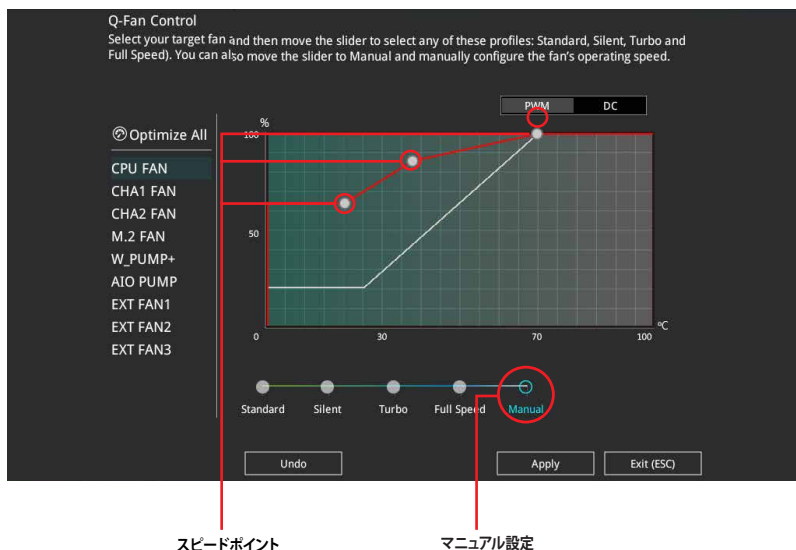 Q-Fan Control
Select your target fan and then move the slider to select any of these profiles: Standard, Silent, Turbo and
Full Speed). You can also move the slider to Manual and manually configure the fan's operating speed.
PWM DC
Optimize All
CPU FAN
CHA1 FAN
CHA2 FAN
M.2 FAN
W_PUMP+
AIO PUMP
EXT FAN1
EXT FAN2
EXT FAN3
%
100
50
0 30 70 100 ºC
Standard Silent Turbo Full Speed Manual
Undo Apply Exit (ESC)
スピードポイント マニュアル設定